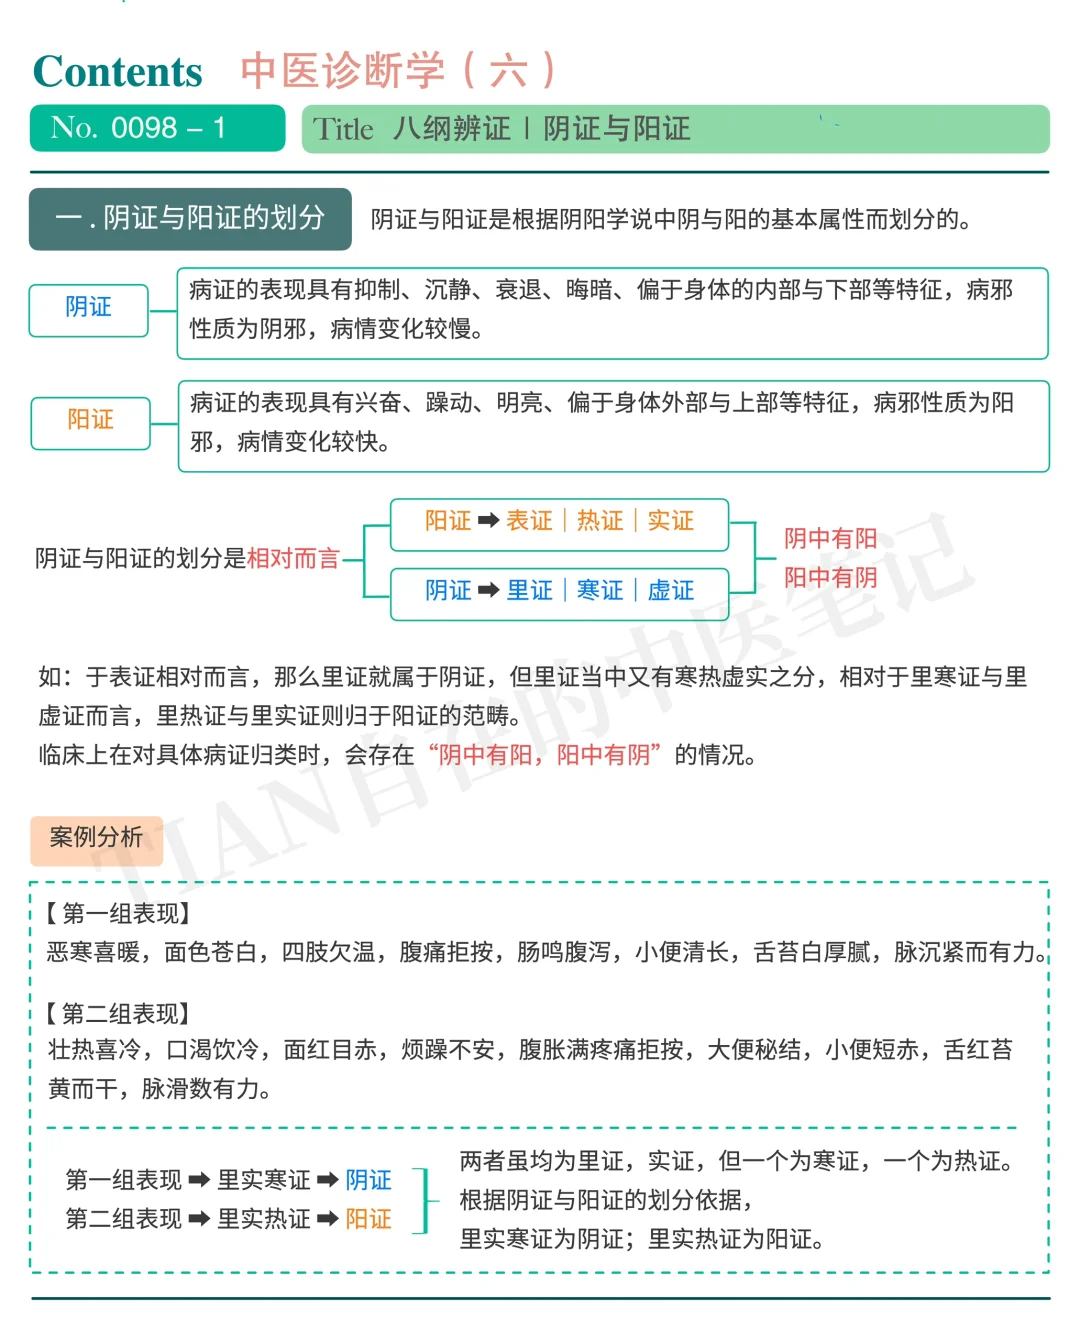 Contents 中医诊断学（六）
No. 0098 – 1 Title 八纲辨证 | 阴证与阳证
一 . 阴证与阳证的划分 阴证与阳证是根据阴阳学说中阴与阳的基本属性而划分的。
阴证
病证的表现具有抑制、沉静、衰退、晦暗、偏于身体的内部与下部等特征，病邪
性质为阴邪，病情变化较慢。
阳证
病证的表现具有兴奋、躁动、明亮、偏于身体外部与上部等特征，病邪性质为阳
邪，病情变化较快。
阴证与阳证的划分是相对而言
阳证➡表证｜热证｜实证
阴证➡里证｜寒证｜虚证
阴中有阳
阳中有阴
如：于表证相对而言，那么里证就属于阴证，但里证当中又有寒热虚实之分，相对于里寒证与里
虚证而言，里热证与里实证则归于阳证的范畴。
临床上在对具体病证归类时，会存在“阴中有阳，阳中有阴”的情况。
案例分析
【 第一组表现】
恶寒喜暖，面色苍白，四肢欠温，腹痛拒按，肠鸣腹泻，小便清长，舌苔白厚腻，脉沉紧而有力。
【 第二组表现】
壮热喜冷，口渴饮冷，面红目赤，烦躁不安，腹胀满疼痛拒按，大便秘结，小便短赤，舌红苔
黄而干，脉滑数有力。
第一组表现➡里实寒证➡阴证
第二组表现➡里实热证➡阳证
两者虽均为里证，实证，但一个为寒证，一个为热证。
根据阴证与阳证的划分依据，
里实寒证为阴证；里实热证为阳证。
TIAN自在的中医笔记